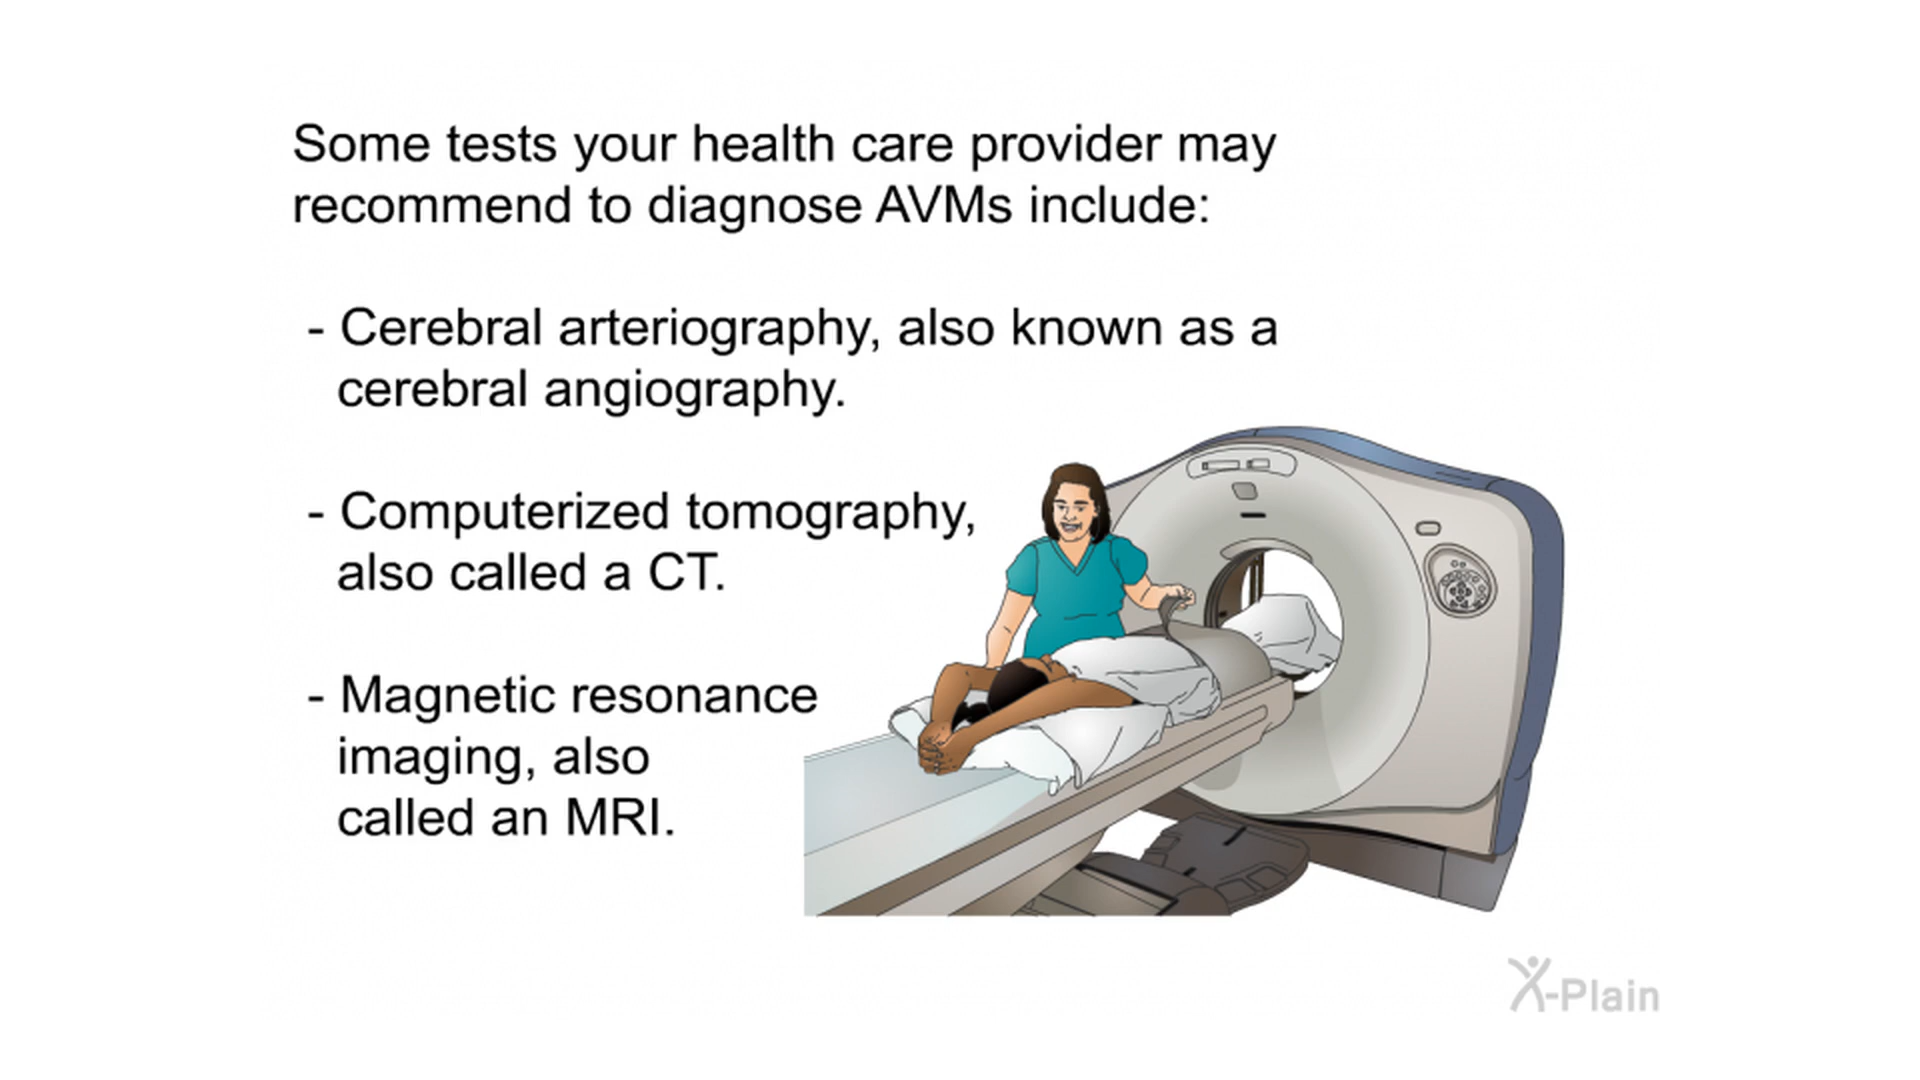 Some tests your health care provider may
recommend to diagnose AVMs include:
- Cerebral arteriography, also known as a
cerebral angiography.
- Computerized tomography,
also called a CT.
- Magnetic resonance
imaging, also
called an MRI.
X-Plain